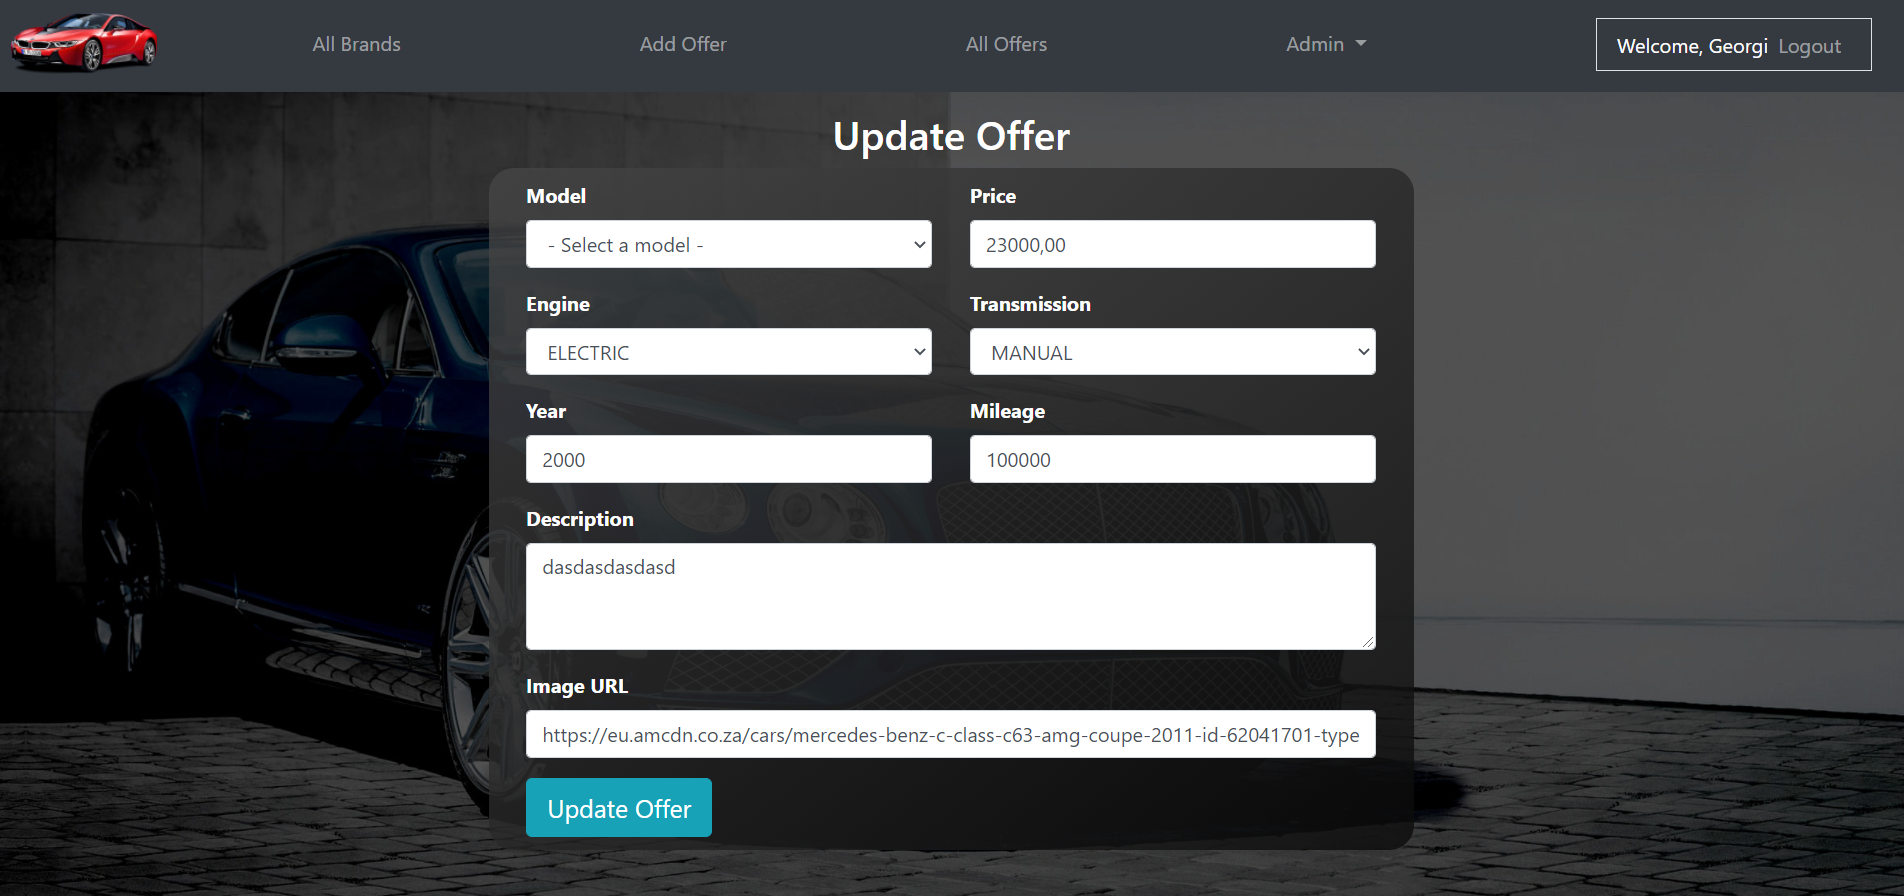 All Brands
Add Offer
All Offers
Admin
Welcome, Georgi Logout
Update Offer
Model
Price
- Select a model -
23000,00
Engine
Transmission
ELECTRIC
MANUAL
Year
Mileage
2000
100000
Description
dasdasdasdasd
Image URL
https://eu.amcdn.co.za/cars/mercedes-benz-c-class-c63-amg-coupe-2011-id-62041701-type
Update Offer